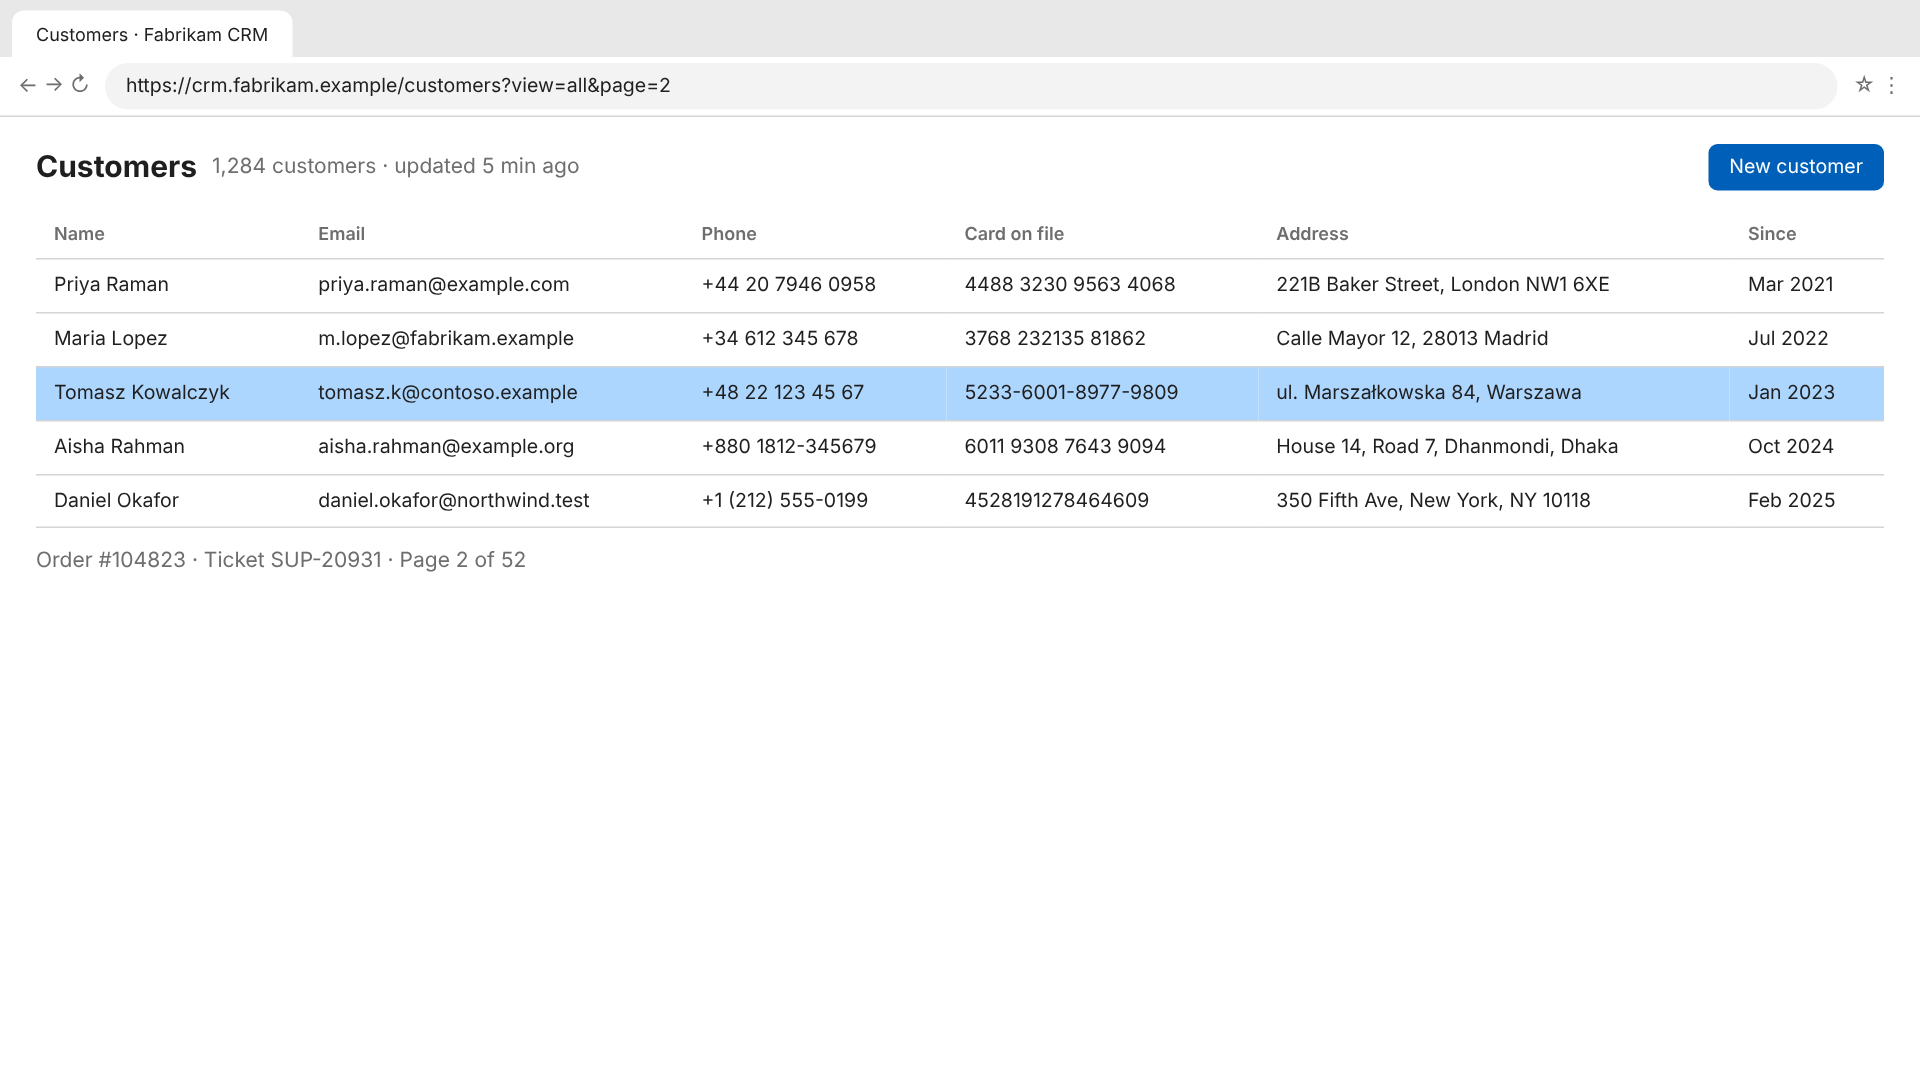 Customers · Fabrikam CRM
https://crm.fabrikam.example/customers?view=all&page=2
Customers 1,284 customers · updated 5 min ago New customer
Name Email Phone Card on file Address Since
Priya Raman priya.raman@example.com +44 20 7946 0958 4488 3230 9563 4068 221B Baker Street, London NW1 6XE Mar 2021
Maria Lopez m.lopez@fabrikam.example +34 612 345 678 3768 232135 81862 Calle Mayor 12, 28013 Madrid Jul 2022
Tomasz Kowalczyk tomasz.k@contoso.example +48 22 123 45 67 5233-6001-8977-9809 ul. Marszałkowska 84, Warszawa Jan 2023
Aisha Rahman aisha.rahman@example.org +880 1812-345679 6011 9308 7643 9094 House 14, Road 7, Dhanmondi, Dhaka Oct 2024
Daniel Okafor daniel.okafor@northwind.test +1 (212) 555-0199 4528191278464609 350 Fifth Ave, New York, NY 10118 Feb 2025
Order #104823 · Ticket SUP-20931 · Page 2 of 52